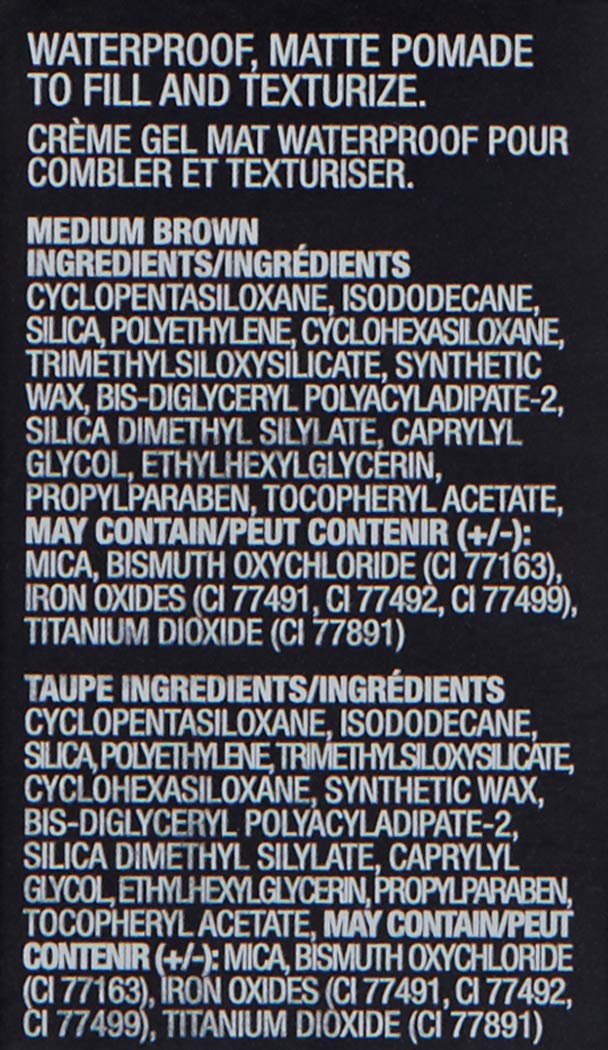 WATERPROOF, MATTE POMADE
TO FILL AND TEXTURIZE.
CRÈME GEL MAT WATERPROOF POUR
COMBLER ET TEXTURISER.
MEDIUM BROWN
INGREDIENTS/INGRÉDIENTS
CYCLOPENTASILOXANE, ISODODECANE,
SILICA, POLYETHYLENE, CYCLOHEXASILOXANE,
TRIMETHYLSILOXYSILICATE, SYNTHETIC
WAX, BIS-DIGLYCERYL POLYACYLADIPATE-2,
SILICA DIMETHYL SILYLATE, CAPRYLYL
GLYCOL, ETHYLHEXYLGLYCERIN,
PROPYLPARABEN, TOCOPHERYL ACETATE,
MAY CONTAIN/PEUT CONTENIR (+/-):
MICA, BISMUTH OXYCHLORIDE (CI 77163),
IRON OXIDES (CI 77491, CI 77492, CI 77499),
TITANIUM DIOXIDE (CI 77891)
TAUPE INGREDIENTS/INGRÉDIENTS
CYCLOPENTASILOXANE, ISODODECANE,
SILICA, POLYETHYLENE, TRIMETHYLSILOXYSILICATE,
CYCLOHEXASILOXANE, SYNTHETIC WAX,
BIS-DIGLYCERYL POLYACYLADIPATE-2,
SILICA DIMETHYL SILYLATE, CAPRYLYL
GLYCOL, ETHYLHEXYLGLYCERIN, PROPYLPARABEN,
TOCOPHERYL ACETATE, MAY CONTAIN/PEUT
CONTENIR (+/-): MICA, BISMUTH OXYCHLORIDE
(CI 77163), IRON OXIDES (CI 77491, CI 77492,
CI 77499), TITANIUM DIOXIDE (CI 77891)